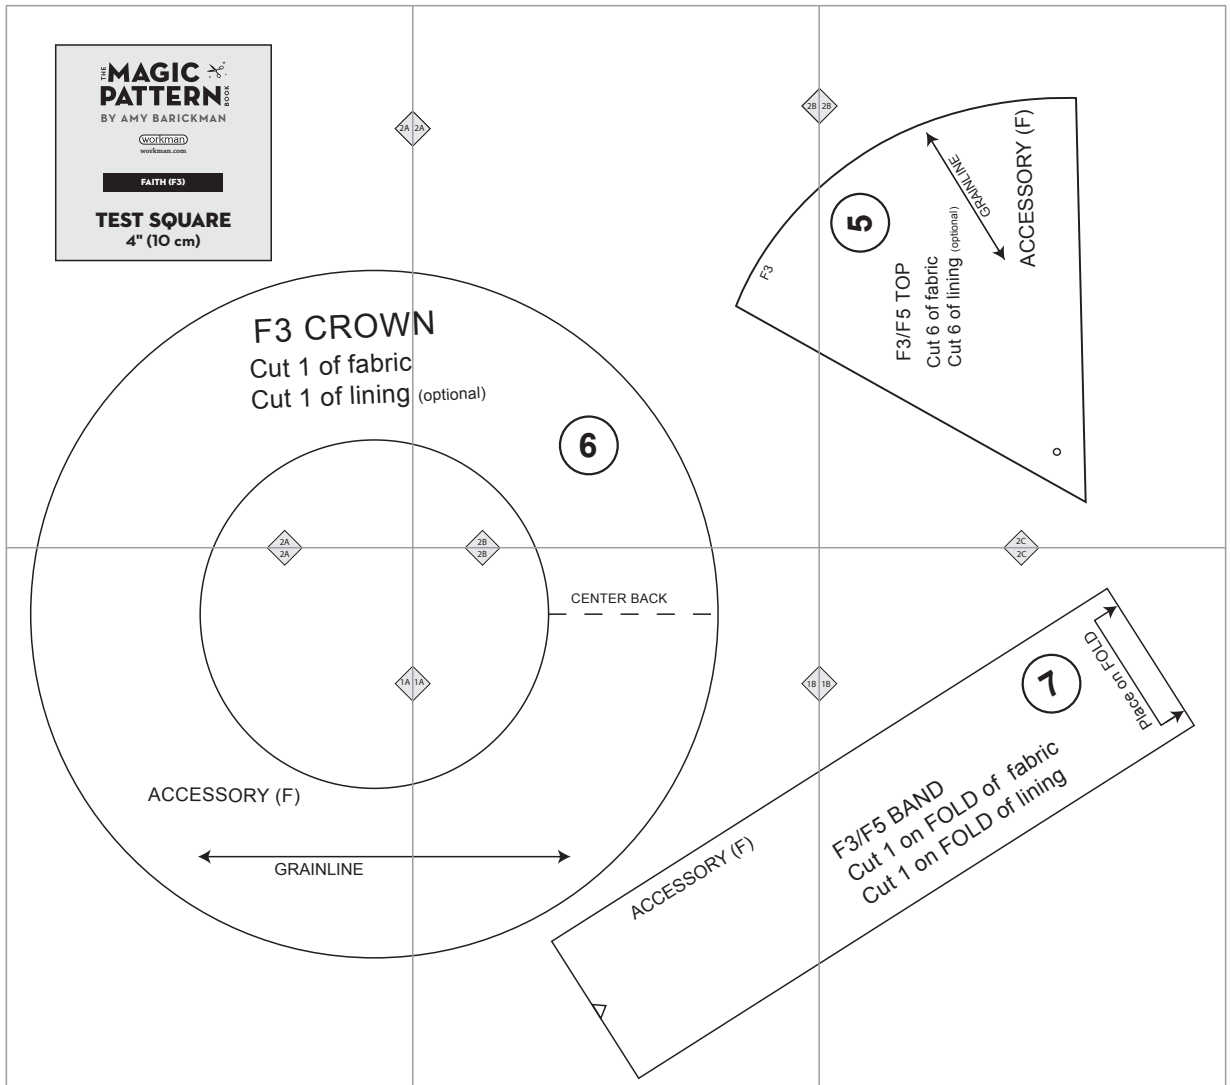 THE
MAGIC
PATTERN
BOOK
BY AMY BARICKMAN
workman
workman.com
FAITH (F3)
TEST SQUARE
4" (10 cm)
2A 2A
2B 2B
5
F3
GRAINLINE
ACCESSORY (F)
F3/F5 TOP
Cut 6 of fabric
Cut 6 of lining (optional)
F3 CROWN
Cut 1 of fabric
Cut 1 of lining (optional)
6
2A
2A
2B
2B
2C
2C
CENTER BACK
1A 1A
1B 1B
ACCESSORY (F)
GRAINLINE
7
Place on FOLD
F3/F5 BAND
Cut 1 on FOLD of fabric
Cut 1 on FOLD of lining
ACCESSORY (F)